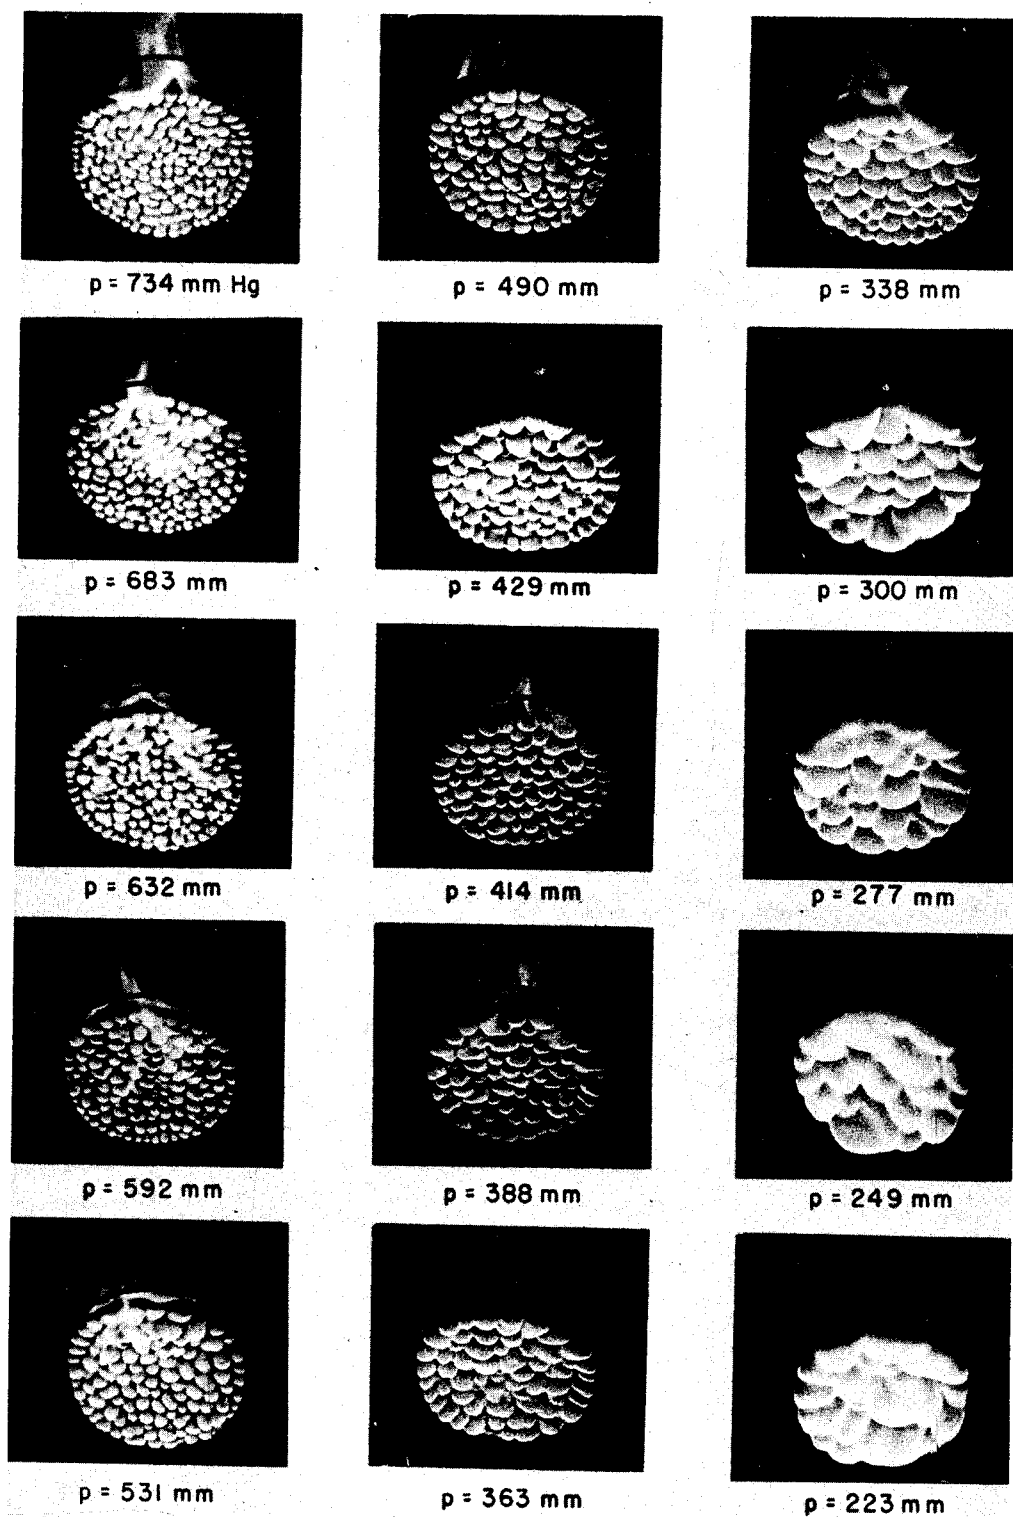 p = 734 mm Hg
p = 490 mm
p = 338 mm
p = 683 mm
p = 429 mm
p = 300 mm
p = 632 mm
p = 414 mm
p = 277 mm
p = 592 mm
p = 388 mm
p = 249 mm
p = 531 mm
p = 363 mm
p = 223 mm